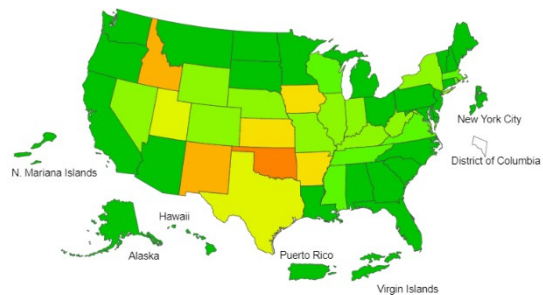 New York City
District of Columbia
N. Mariana Islands
Hawaii
Alaska
Puerto Rico
Virgin Islands